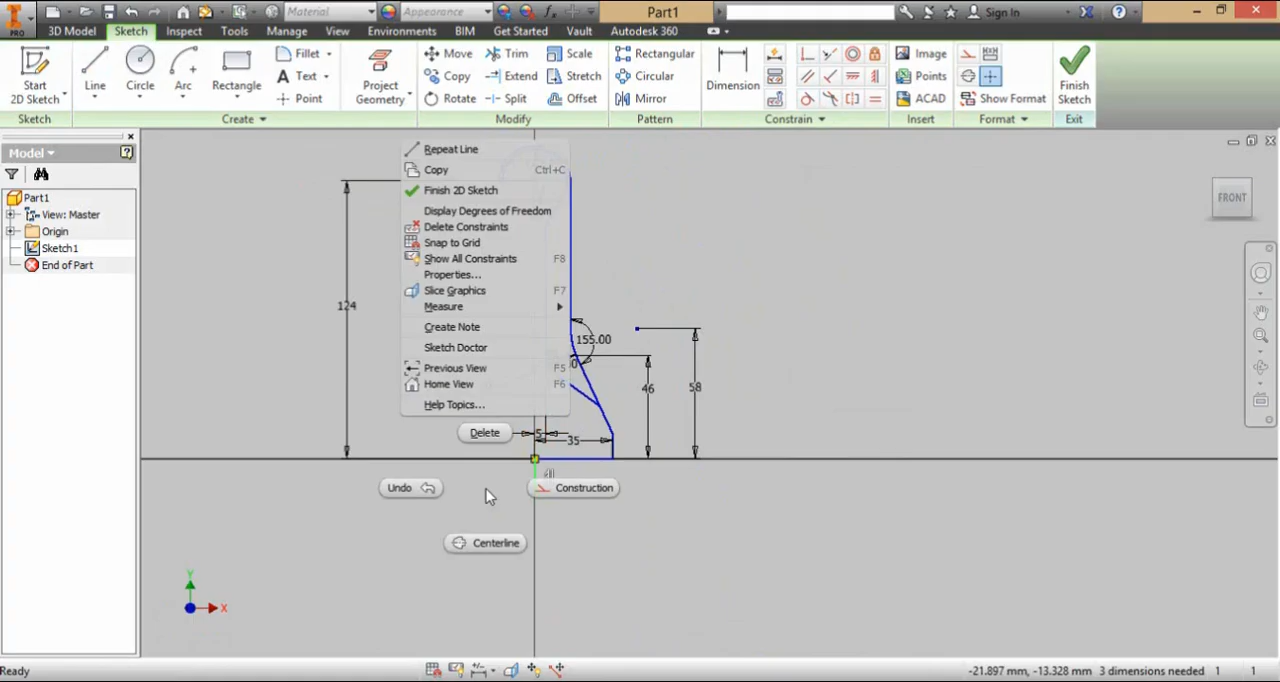 Material
Appearance
Part1
Sign In
PRO
3D Model
Sketch
Inspect
Tools
Manage
View
Environments
BIM
Get Started
Vault
Autodesk 360
Start
2D Sketch
Line
Circle
Arc
Rectangle
Fillet
Text
Point
Project
Geometry
Move
Copy
Rotate
Trim
Extend
Split
Scale
Stretch
Offset
Rectangular
Circular
Mirror
Dimension
Image
Points
ACAD
Show Format
Finish
Sketch
Sketch
Create
Modify
Pattern
Constrain
Insert
Format
Exit
Model
Part1
View: Master
Origin
Sketch1
End of Part
Repeat Line
Copy Ctrl+C
Finish 2D Sketch
Display Degrees of Freedom
Delete Constraints
Snap to Grid
Show All Constraints F8
Properties...
Slice Graphics F7
Measure
Create Note
Sketch Doctor
Previous View F5
Home View F6
Help Topics...
Delete
Undo
Construction
Centerline
124
155.00
0
46
58
5
35
FRONT
Y
X
Ready
-21.897 mm, -13.328 mm 3 dimensions needed 1 1